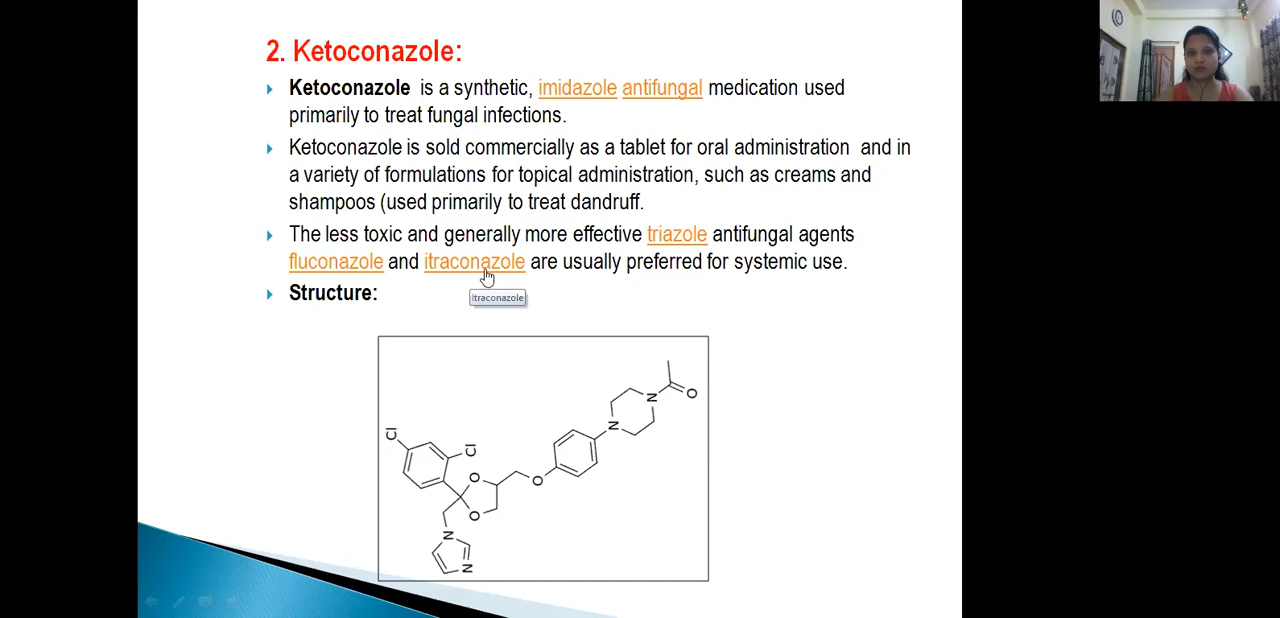 2. Ketoconazole:
Ketoconazole is a synthetic, imidazole antifungal medication used
primarily to treat fungal infections.
Ketoconazole is sold commercially as a tablet for oral administration and in
a variety of formulations for topical administration, such as creams and
shampoos (used primarily to treat dandruff.
The less toxic and generally more effective triazole antifungal agents
fluconazole and itraconazole are usually preferred for systemic use.
itraconazole
Structure:
N
O
N
Cl
Cl
O
O
O
N
N